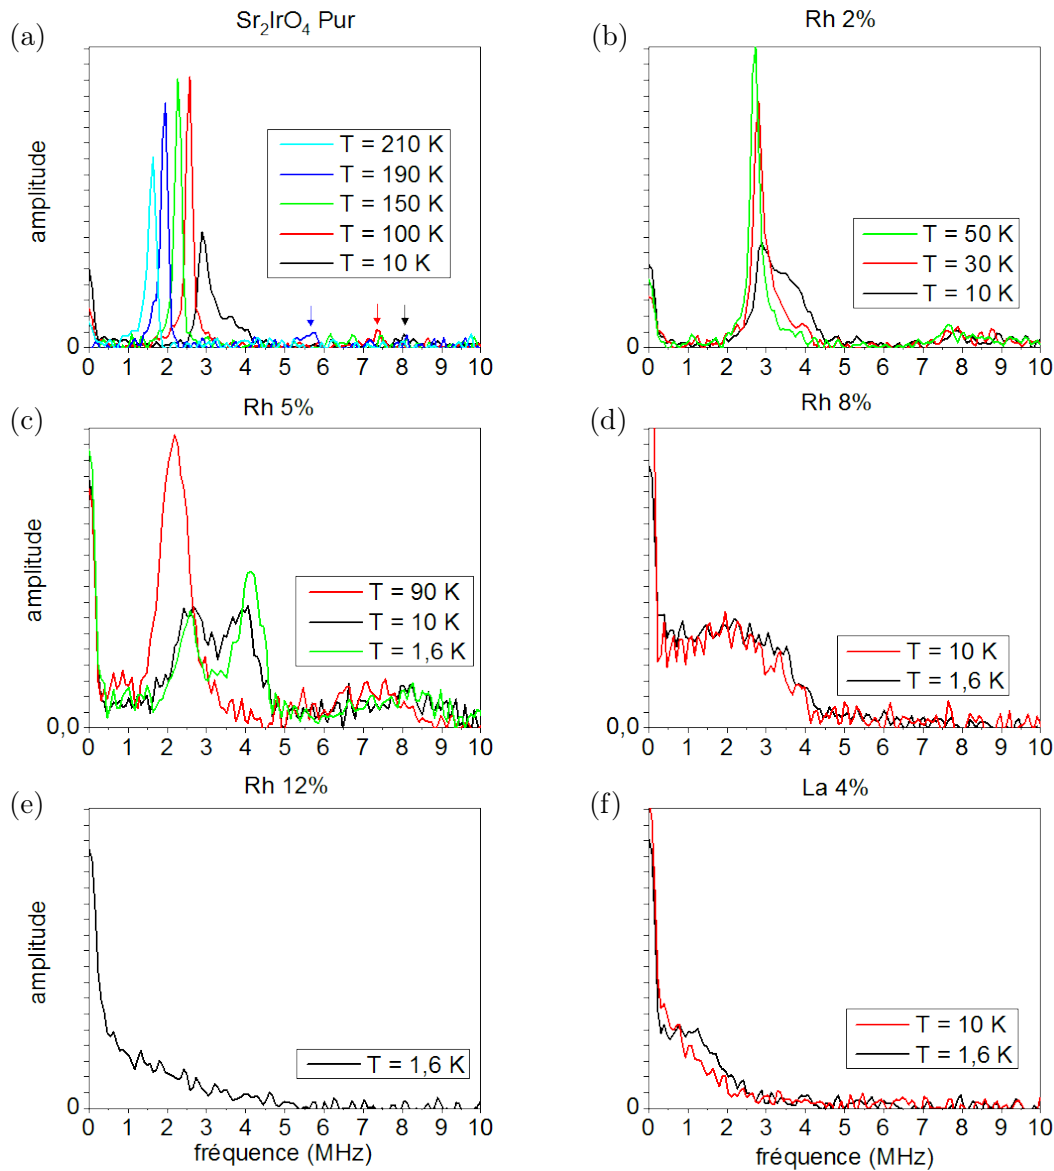 (a)
Sr₂IrO₄ Pur
amplitude
T = 210 K
T = 190 K
T = 150 K
T = 100 K
T = 10 K
0
0 1 2 3 4 5 6 7 8 9 10
(b)
Rh 2%
T = 50 K
T = 30 K
T = 10 K
0
0 1 2 3 4 5 6 7 8 9 10
(c)
Rh 5%
amplitude
T = 90 K
T = 10 K
T = 1,6 K
0,0
0 1 2 3 4 5 6 7 8 9 10
(d)
Rh 8%
T = 10 K
T = 1,6 K
0,0
0 1 2 3 4 5 6 7 8 9 10
(e)
Rh 12%
amplitude
T = 1,6 K
0
0 1 2 3 4 5 6 7 8 9 10
fréquence (MHz)
(f)
La 4%
T = 10 K
T = 1,6 K
0
0 1 2 3 4 5 6 7 8 9 10
fréquence (MHz)